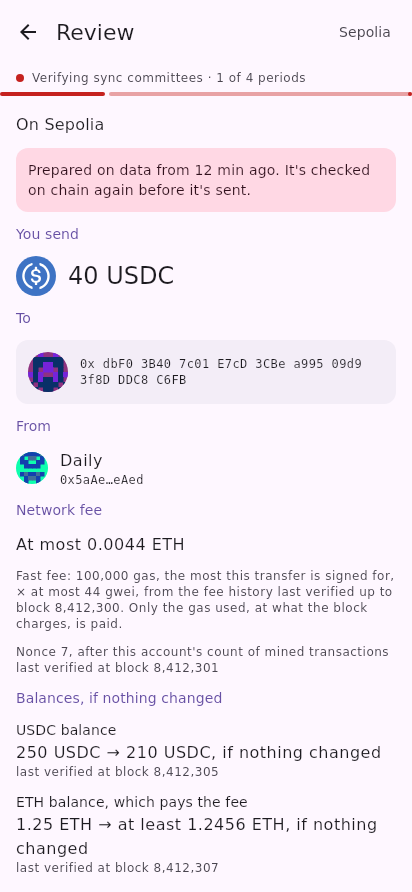 Review
Sepolia
Verifying sync committees · 1 of 4 periods
On Sepolia
Prepared on data from 12 min ago. It's checked
on chain again before it's sent.
You send
40 USDC
To
0x dbF0 3B40 7c01 E7cD 3CBe a995 09d9
3f8D DDC8 C6FB
From
Daily
0x5aAe…eAed
Network fee
At most 0.0044 ETH
Fast fee: 100,000 gas, the most this transfer is signed for,
× at most 44 gwei, from the fee history last verified up to
block 8,412,300. Only the gas used, at what the block
charges, is paid.
Nonce 7, after this account's count of mined transactions
last verified at block 8,412,301
Balances, if nothing changed
USDC balance
250 USDC → 210 USDC, if nothing changed
last verified at block 8,412,305
ETH balance, which pays the fee
1.25 ETH → at least 1.2456 ETH, if nothing
changed
last verified at block 8,412,307